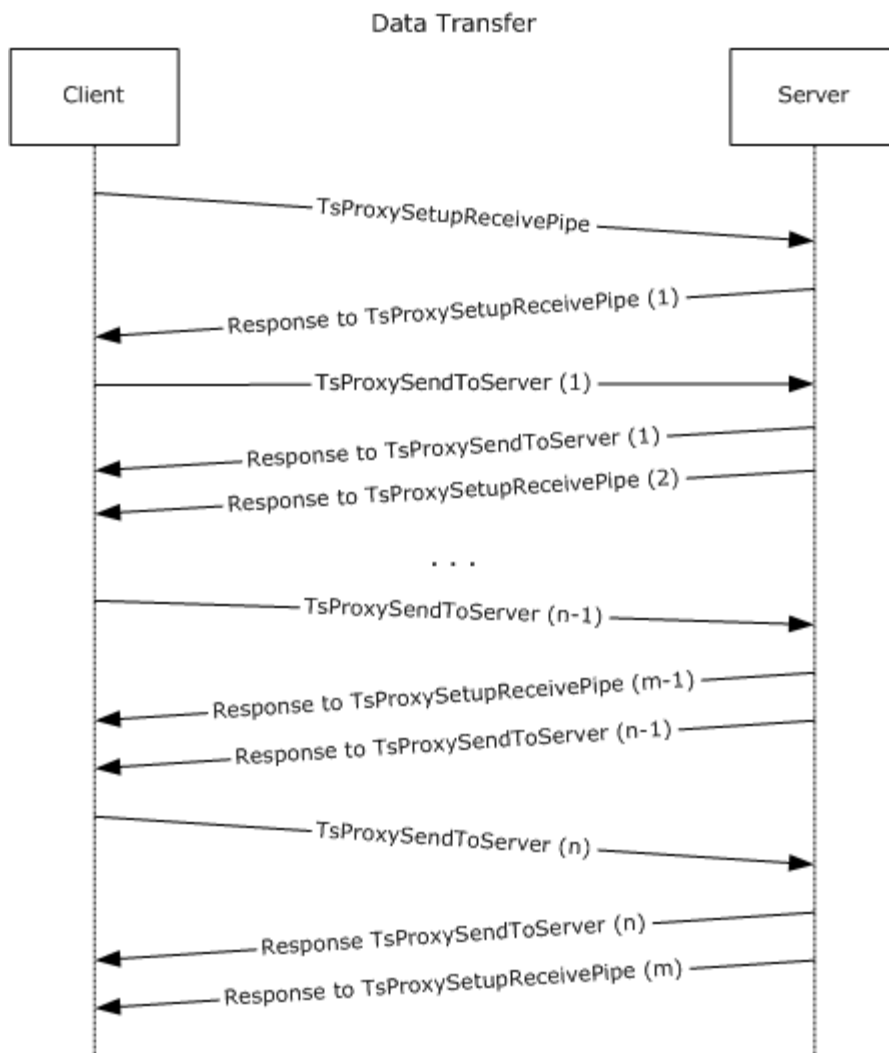 Data Transfer
Client
Server
TsProxySetupReceivePipe
Response to TsProxySetupReceivePipe (1)
TsProxySendToServer (1)
Response to TsProxySendToServer (1)
Response to TsProxySetupReceivePipe (2)
. . .
TsProxySendToServer (n-1)
Response to TsProxySetupReceivePipe (m-1)
Response to TsProxySendToServer (n-1)
TsProxySendToServer (n)
Response TsProxySendToServer (n)
Response to TsProxySetupReceivePipe (m)